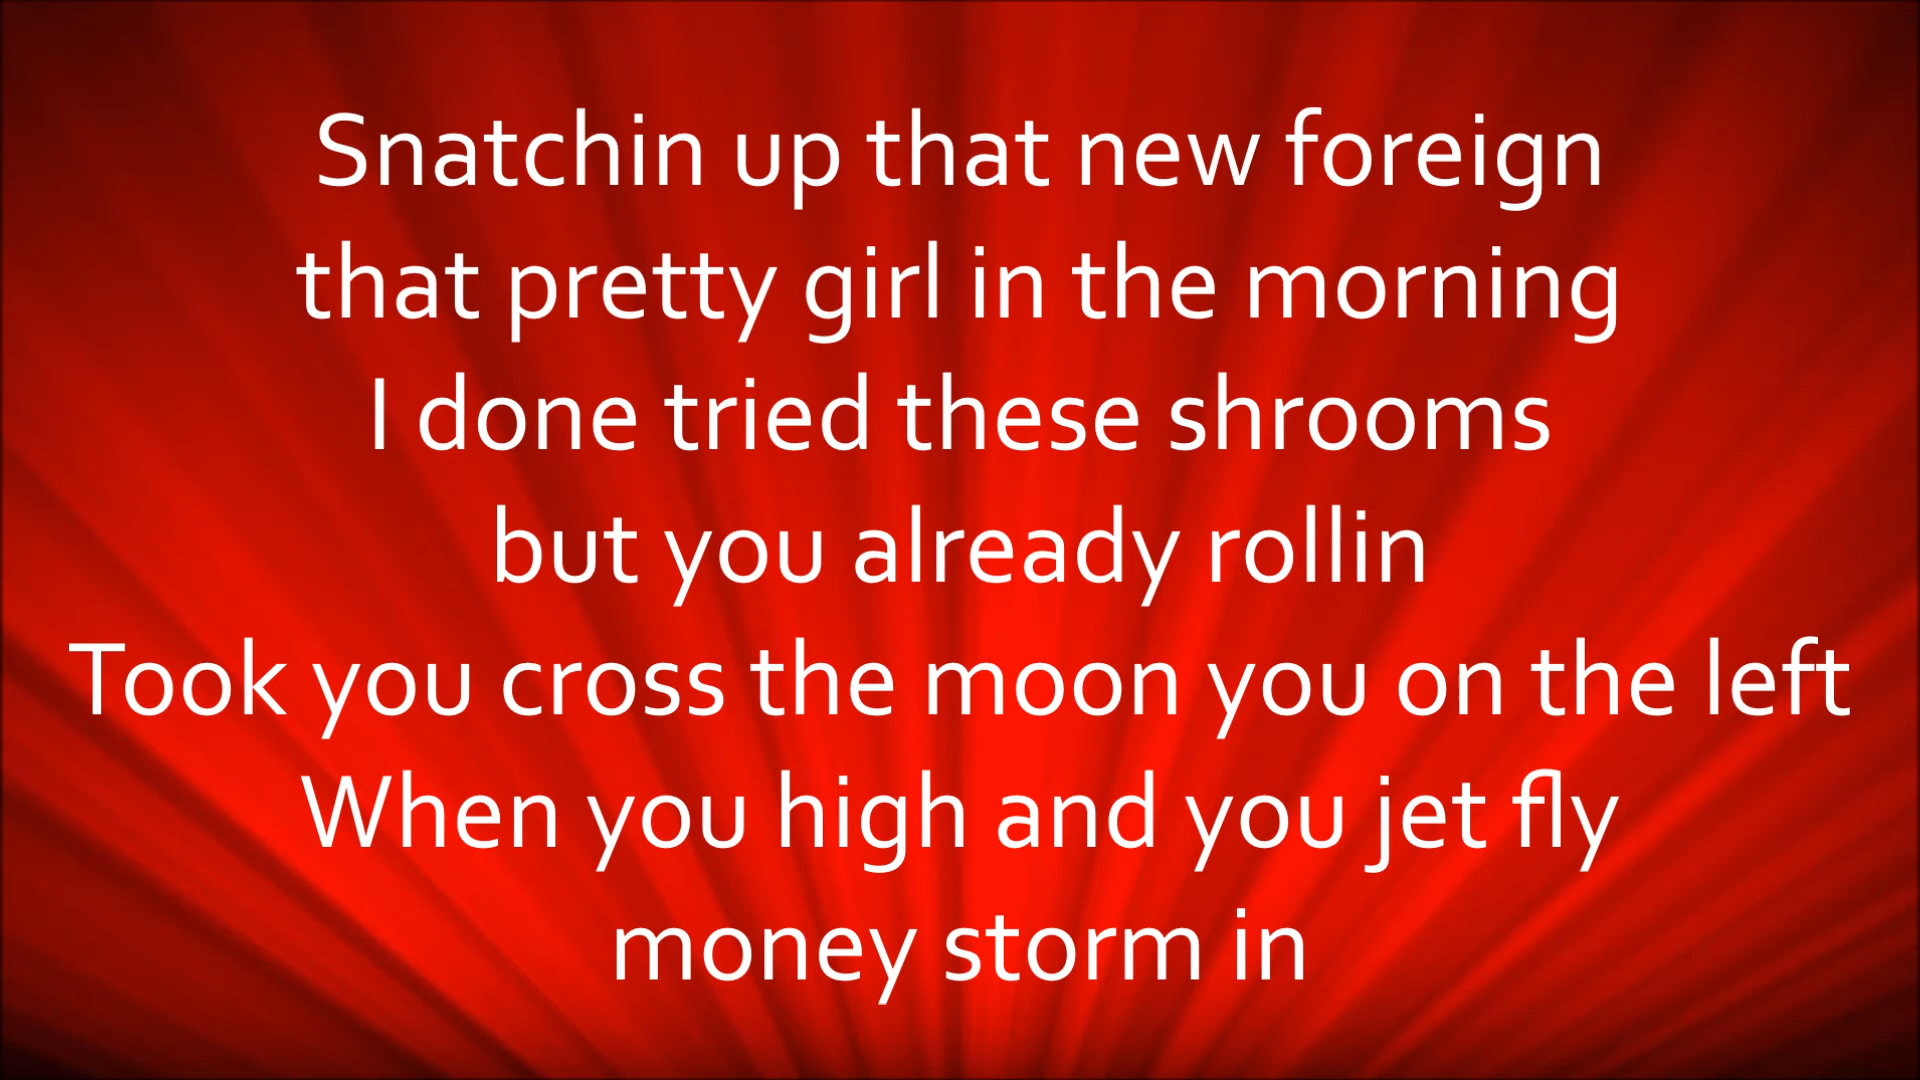 Snatchin up that new foreign
that pretty girl in the morning
I done tried these shrooms
but you already rollin
Took you cross the moon you on the left
When you high and you jet fly
money storm in